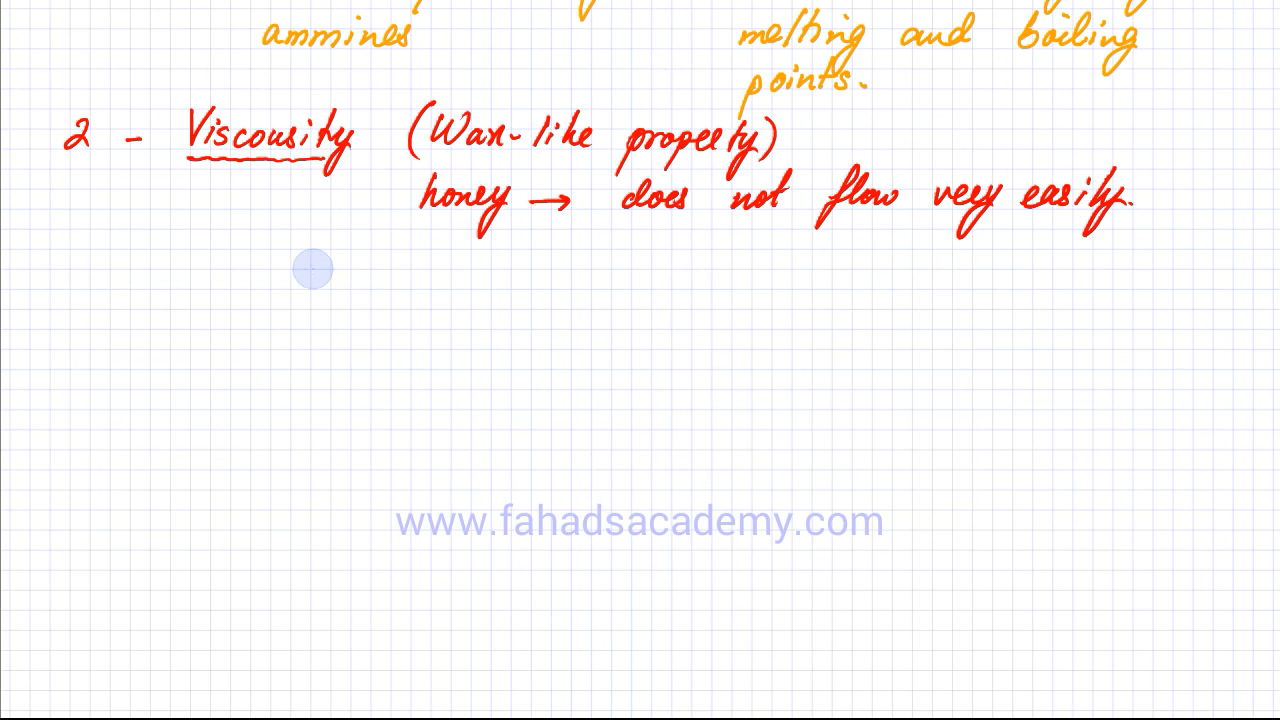 ammines melting and boiling
points.
2 - Viscousity (Wax-like property)
honey → does not flow very easily.
www.fahadsacademy.com